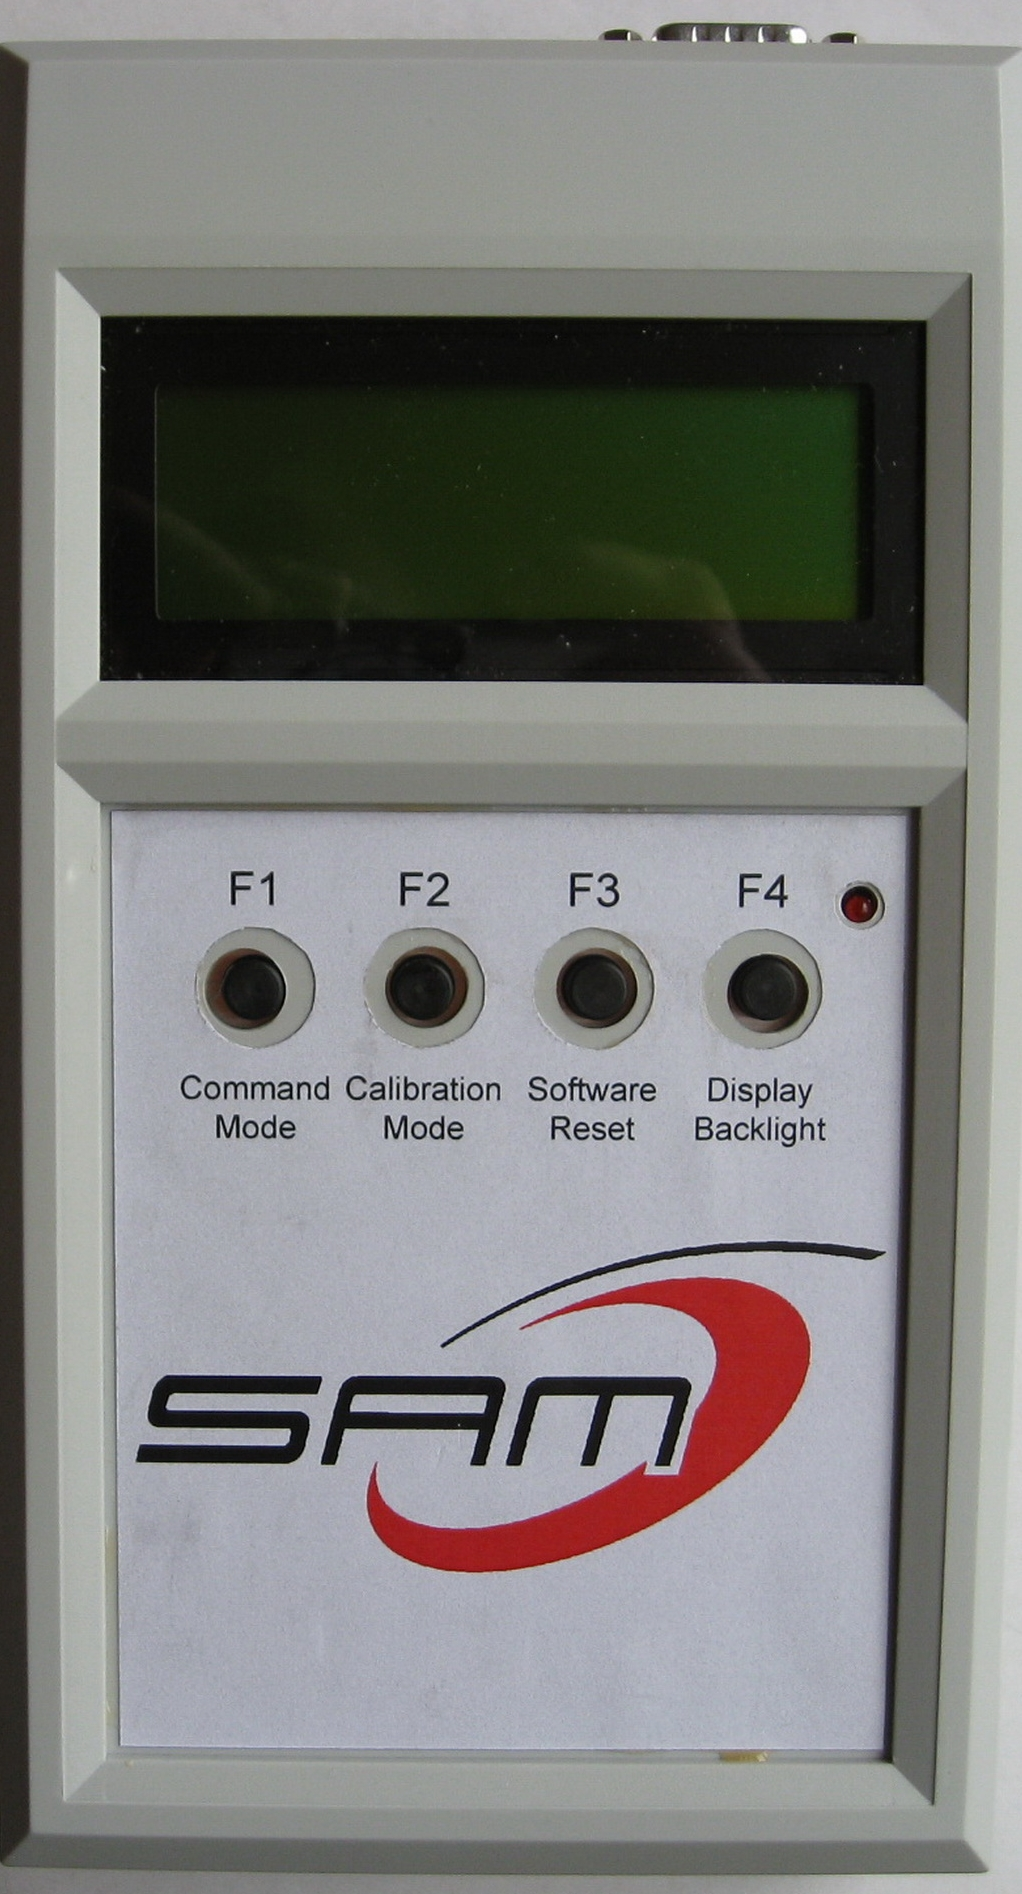 F1 F2 F3 F4
Command Calibration Software Display
Mode Mode Reset Backlight
SAM